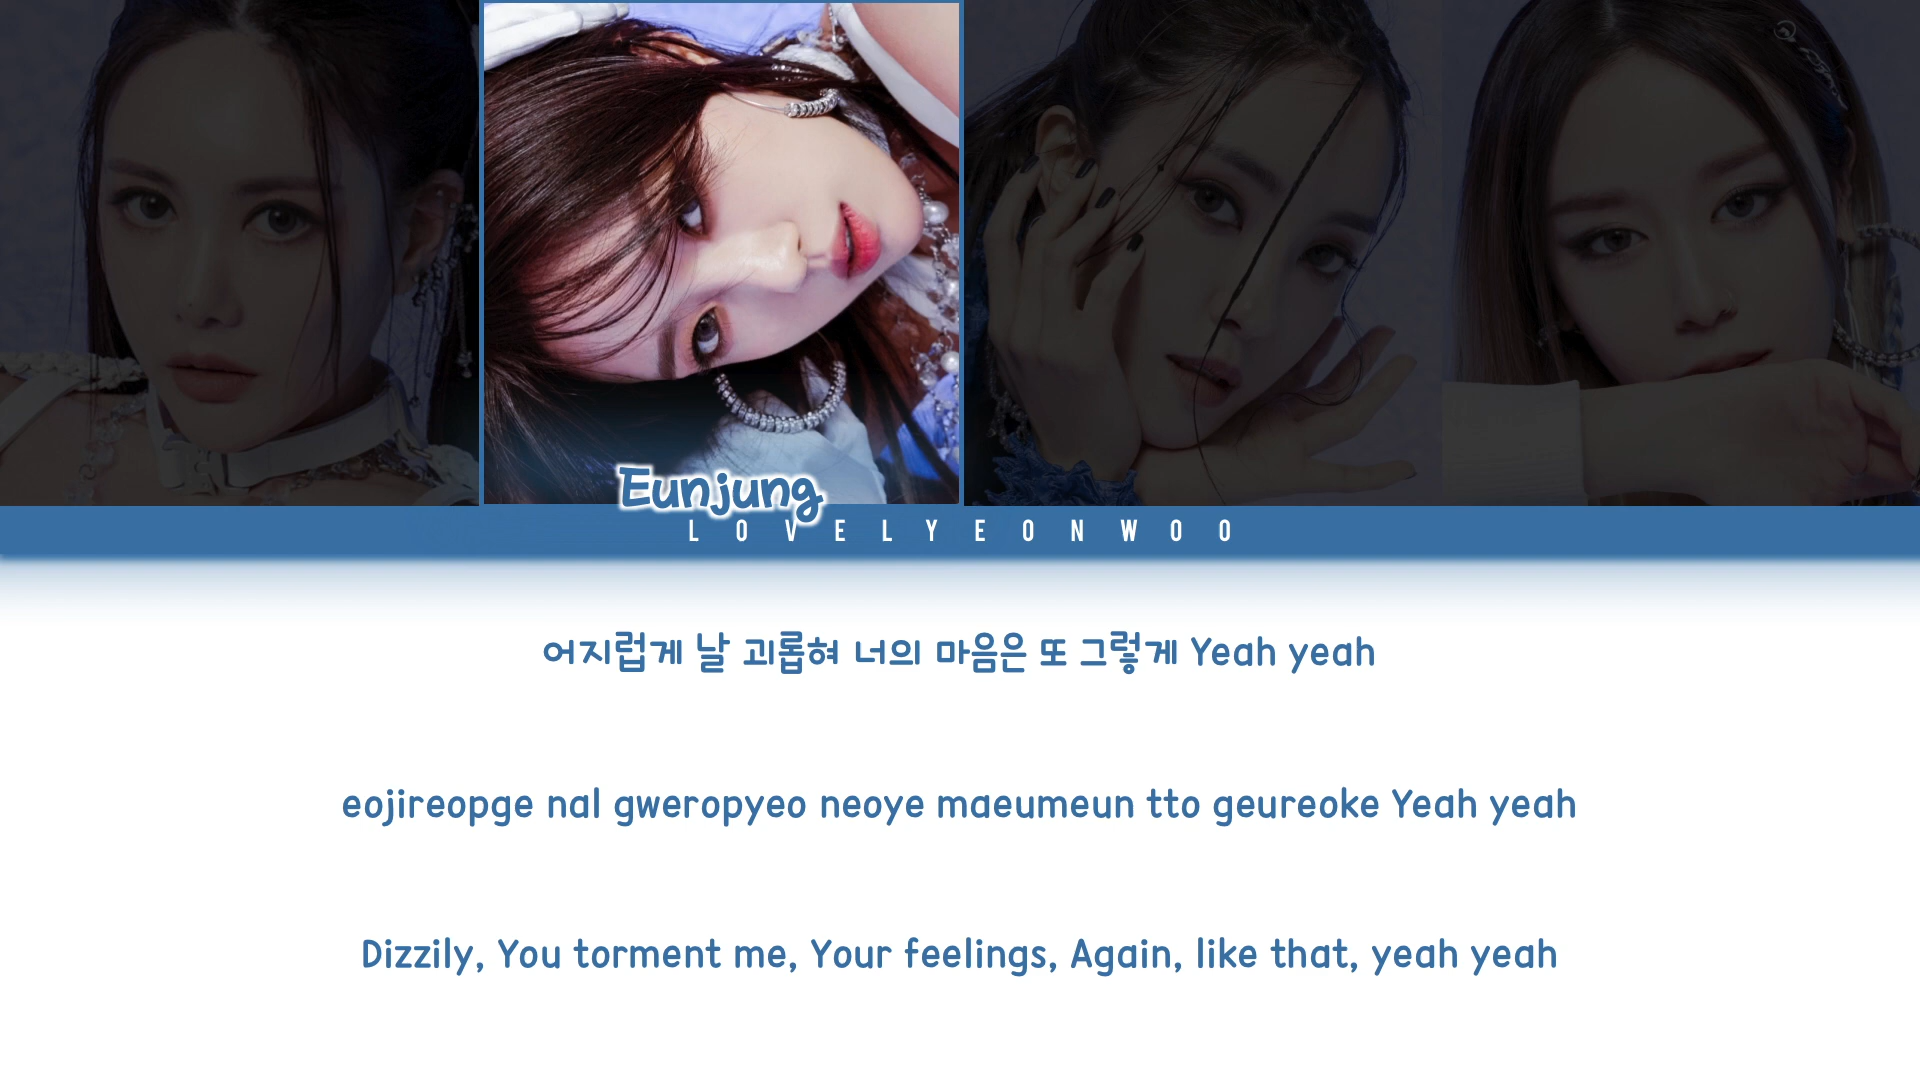 Eunjung
LOVELYEONWOO
어지럽게 날 괴롭혀 너의 마음은 또 그렇게 Yeah yeah
eojireopge nal gweropyeo neoye maeumeun tto geureoke Yeah yeah
Dizzily, You torment me, Your feelings, Again, like that, yeah yeah